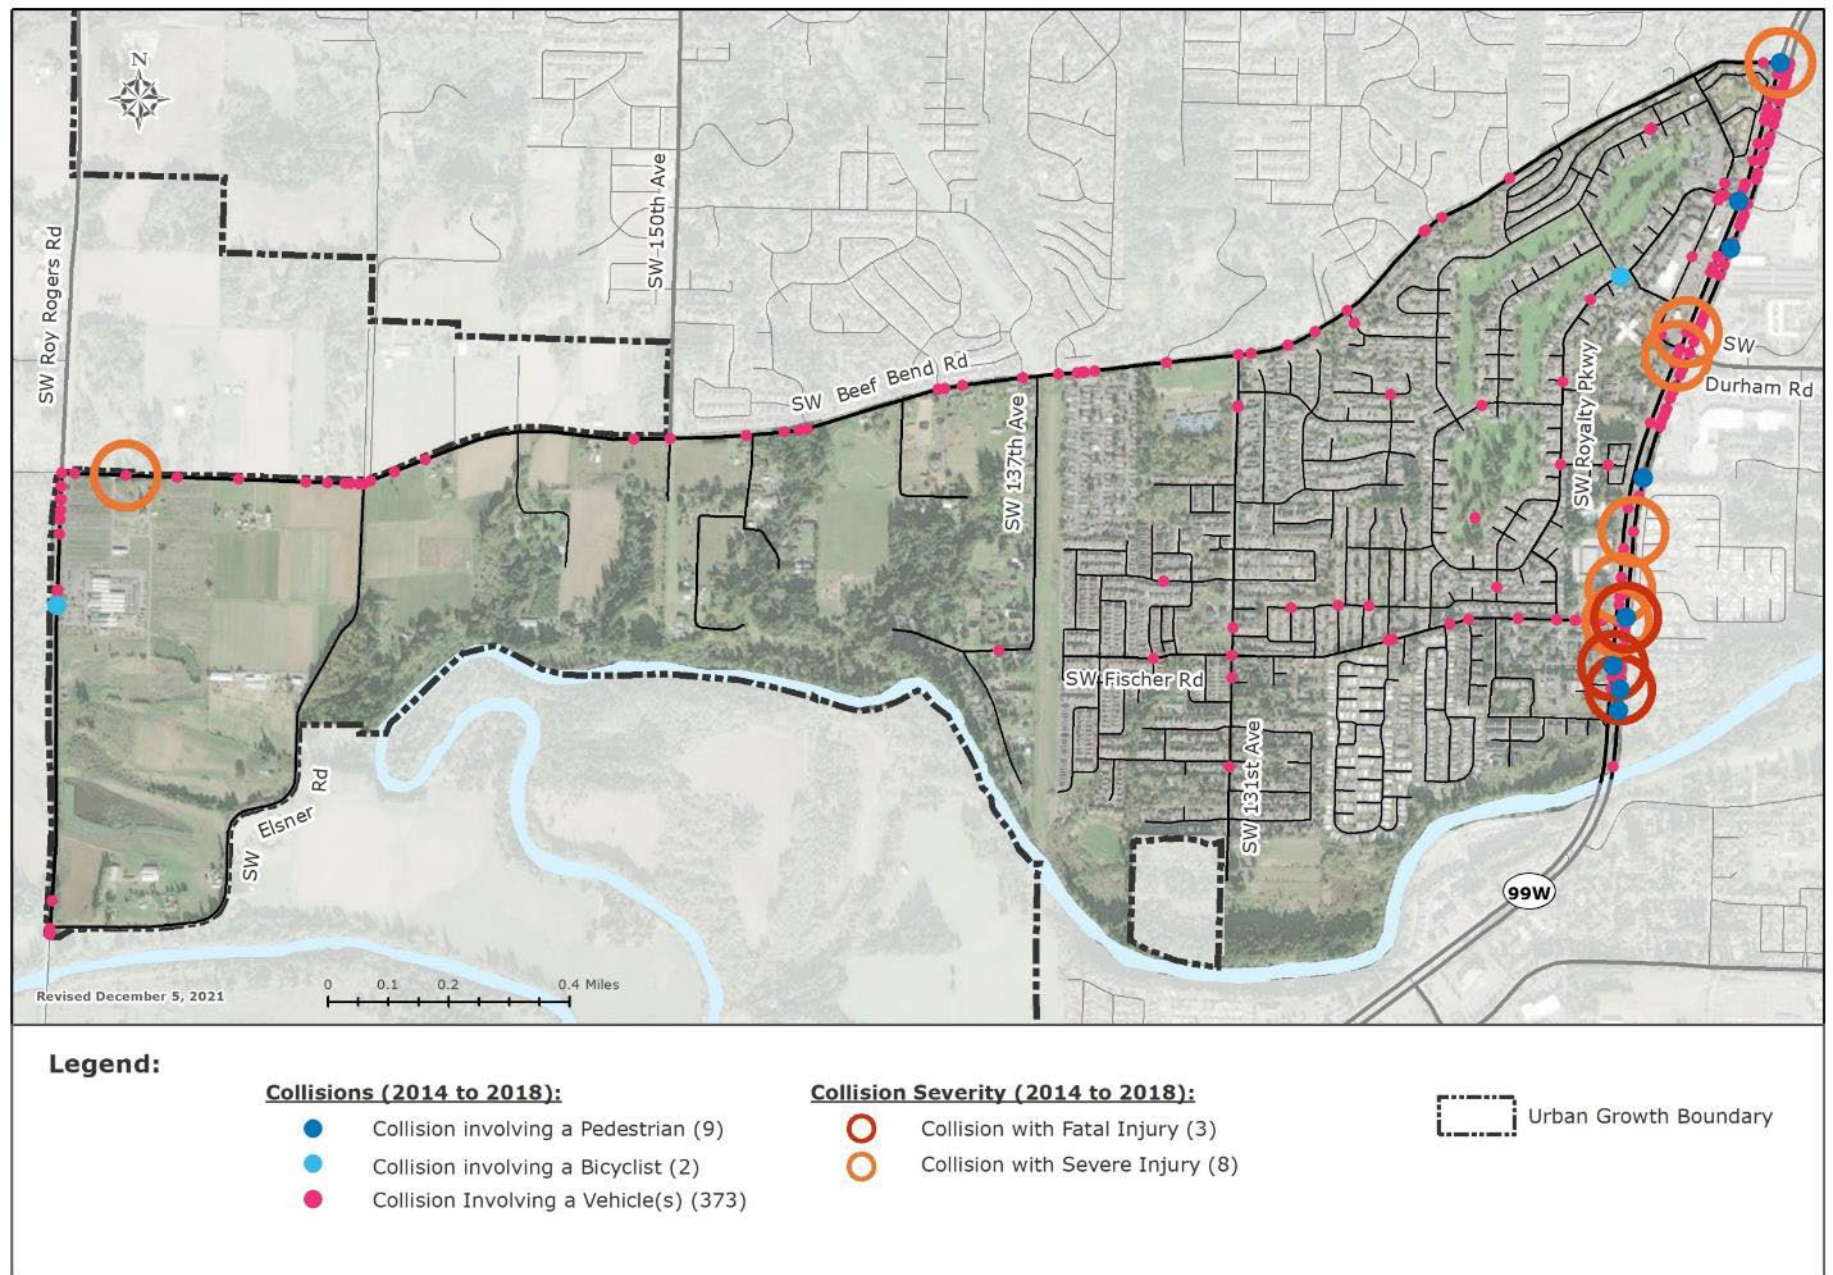 N
SW Roy Rogers Rd
SW 150th Ave
SW Beef Bend Rd
SW 137th Ave
SW Royalty Pkwy
SW
Durham Rd
SW Fischer Rd
SW 131st Ave
SW Elsner Rd
99W
0 0.1 0.2 0.4 Miles
Revised December 5, 2021
Legend:
Collisions (2014 to 2018):
Collision involving a Pedestrian (9)
Collision involving a Bicyclist (2)
Collision Involving a Vehicle(s) (373)
Collision Severity (2014 to 2018):
Collision with Fatal Injury (3)
Collision with Severe Injury (8)
Urban Growth Boundary